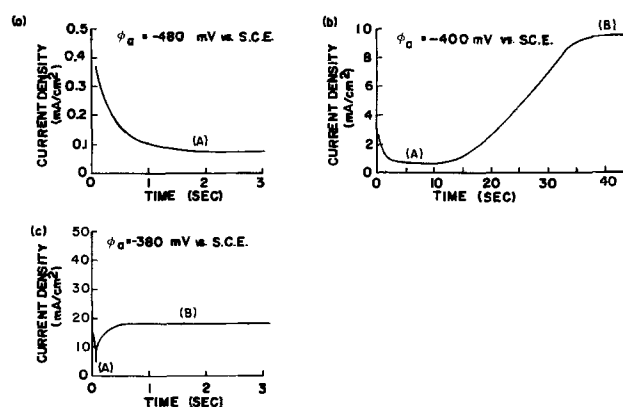 (a)
ϕa = -480 mV vs. S.C.E.
CURRENT DENSITY
(mA/cm²)
0.5
0.4
0.3
0.2
0.1
0
(A)
0 1 2 3
TIME (SEC)
(b)
ϕa = -400 mV vs. S.C.E.
CURRENT DENSITY
(mA/cm²)
10
8
6
4
2
0
(A)
(B)
0 10 20 30 40
TIME (SEC)
(c)
ϕa = -380 mV vs. S.C.E.
CURRENT DENSITY
(mA/cm²)
50
40
30
20
10
0
(B)
(A)
0 1 2 3
TIME (SEC)